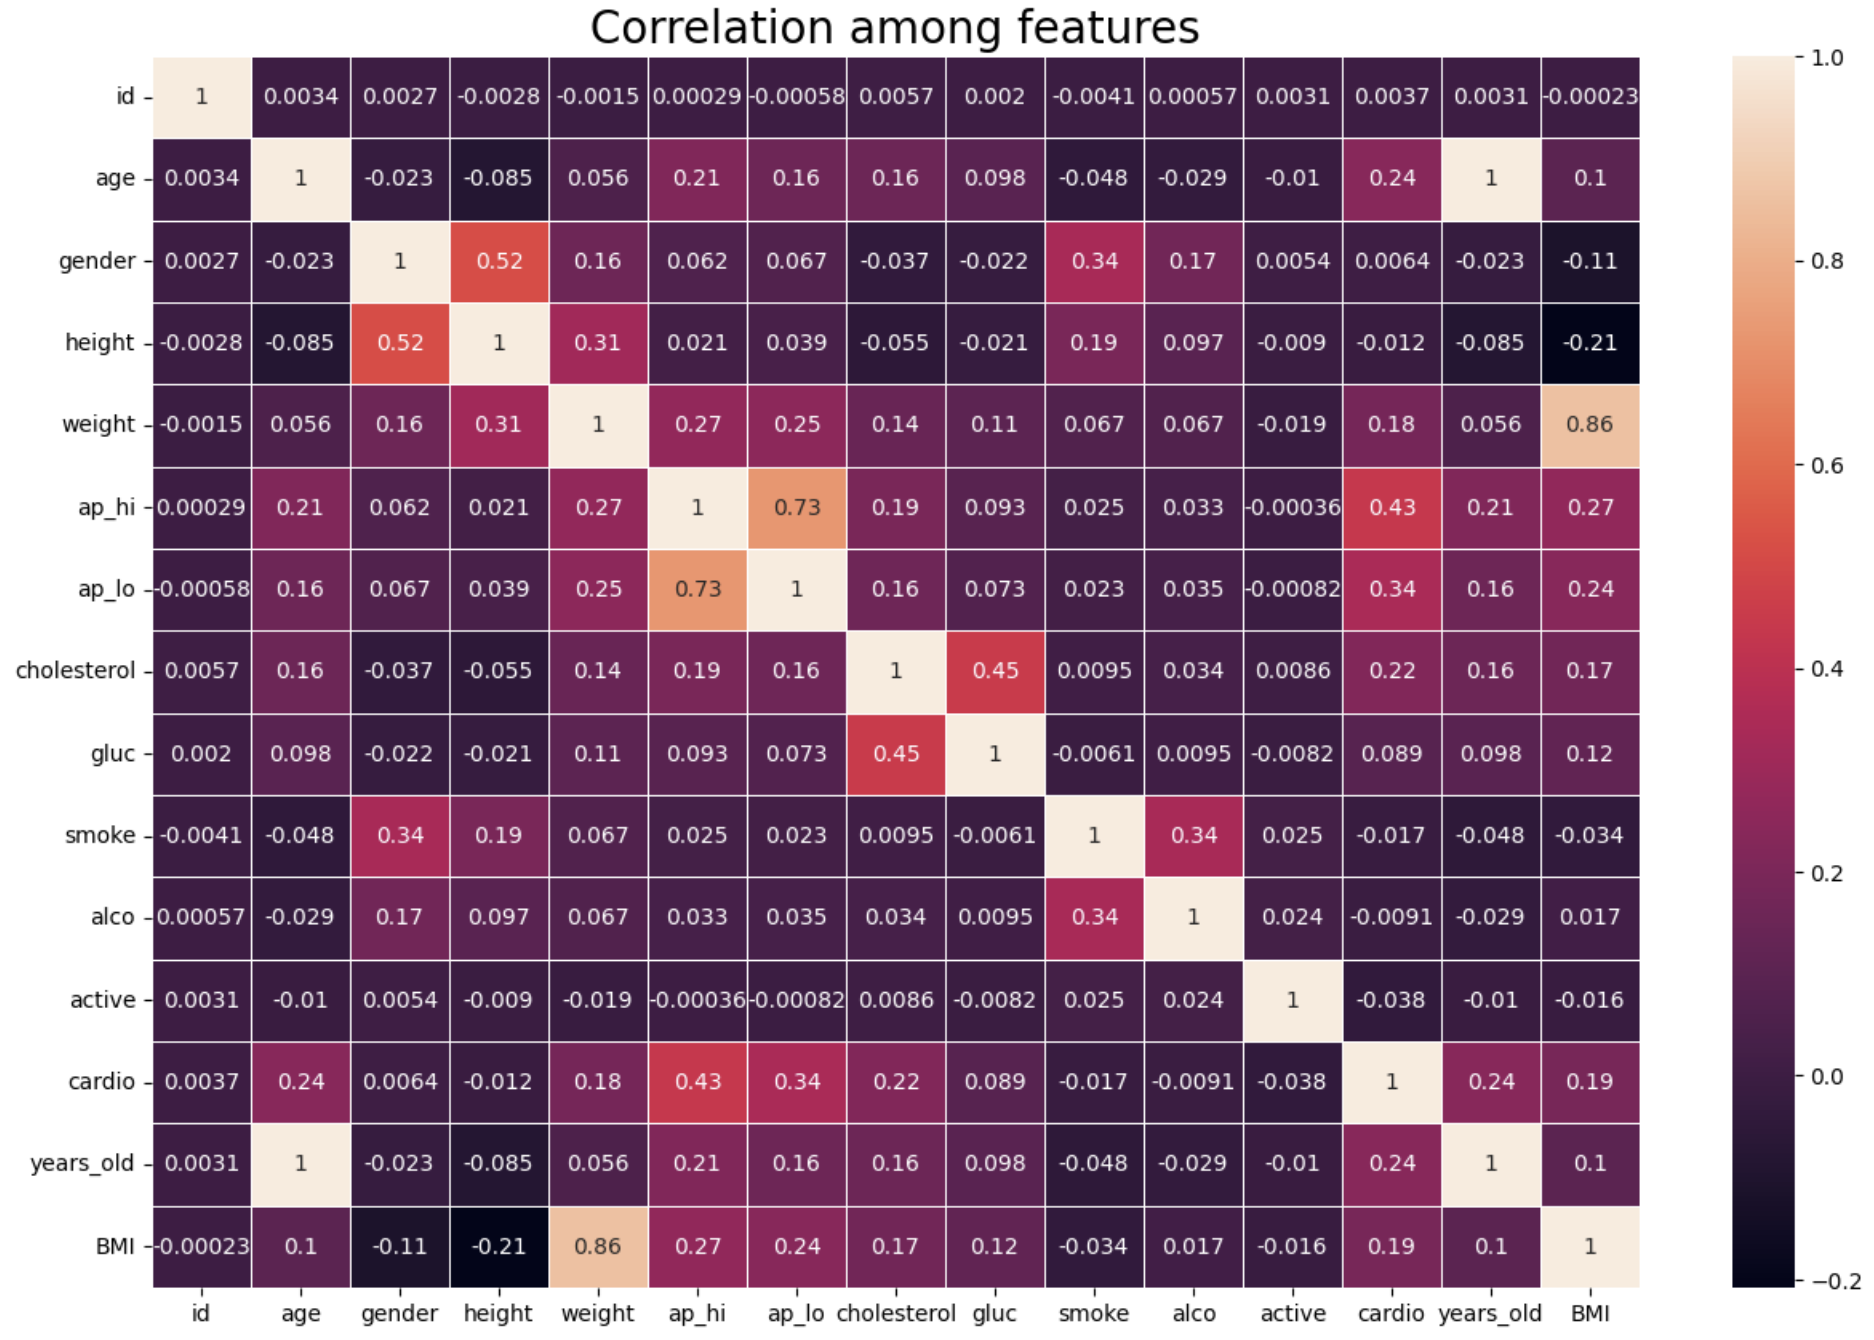 Correlation among features
id 1 0.0034 0.0027 -0.0028 -0.0015 0.00029 -0.00058 0.0057 0.002 -0.0041 0.00057 0.0031 0.0037 0.0031 -0.00023
age 0.0034 1 -0.023 -0.085 0.056 0.21 0.16 0.16 0.098 -0.048 -0.029 -0.01 0.24 1 0.1
gender 0.0027 -0.023 1 0.52 0.16 0.062 0.067 -0.037 -0.022 0.34 0.17 0.0054 0.0064 -0.023 -0.11
height -0.0028 -0.085 0.52 1 0.31 0.021 0.039 -0.055 -0.021 0.19 0.097 -0.009 -0.012 -0.085 -0.21
weight -0.0015 0.056 0.16 0.31 1 0.27 0.25 0.14 0.11 0.067 0.067 -0.019 0.18 0.056 0.86
ap_hi 0.00029 0.21 0.062 0.021 0.27 1 0.73 0.19 0.093 0.025 0.033 -0.00036 0.43 0.21 0.27
ap_lo -0.00058 0.16 0.067 0.039 0.25 0.73 1 0.16 0.073 0.023 0.035 -0.00082 0.34 0.16 0.24
cholesterol 0.0057 0.16 -0.037 -0.055 0.14 0.19 0.16 1 0.45 0.0095 0.034 0.0086 0.22 0.16 0.17
gluc 0.002 0.098 -0.022 -0.021 0.11 0.093 0.073 0.45 1 -0.0061 0.0095 -0.0082 0.089 0.098 0.12
smoke -0.0041 -0.048 0.34 0.19 0.067 0.025 0.023 0.0095 -0.0061 1 0.34 0.025 -0.017 -0.048 -0.034
alco 0.00057 -0.029 0.17 0.097 0.067 0.033 0.035 0.034 0.0095 0.34 1 0.024 -0.0091 -0.029 0.017
active 0.0031 -0.01 0.0054 -0.009 -0.019 -0.00036 -0.00082 0.0086 -0.0082 0.025 0.024 1 -0.038 -0.01 -0.016
cardio 0.0037 0.24 0.0064 -0.012 0.18 0.43 0.34 0.22 0.089 -0.017 -0.0091 -0.038 1 0.24 0.19
years_old 0.0031 1 -0.023 -0.085 0.056 0.21 0.16 0.16 0.098 -0.048 -0.029 -0.01 0.24 1 0.1
BMI -0.00023 0.1 -0.11 -0.21 0.86 0.27 0.24 0.17 0.12 -0.034 0.017 -0.016 0.19 0.1 1
id age gender height weight ap_hi ap_lo cholesterol gluc smoke alco active cardio years_old BMI
1.0
0.8
0.6
0.4
0.2
0.0
−0.2